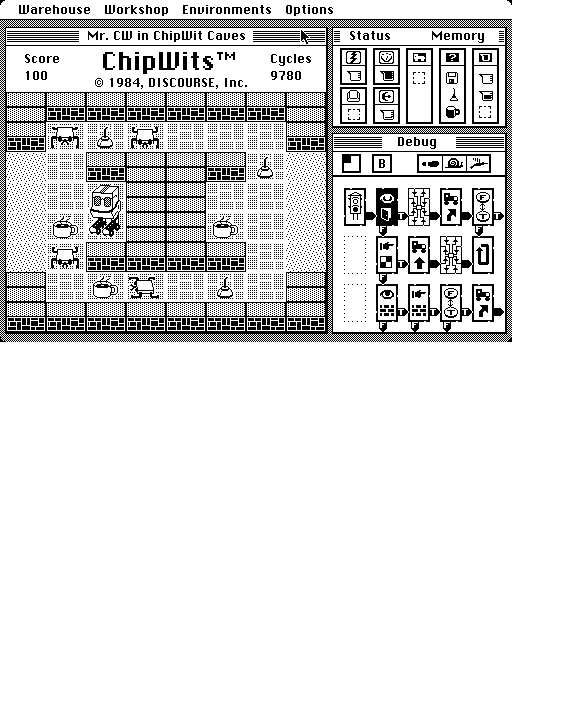 Warehouse Workshop Environments Options
Mr. CW in ChipWit Caves
Status Memory
Score
100
ChipWits™
© 1984, DISCOURSE, Inc.
Cycles
9780
Debug
B
T T
T T
F
T
T
F
T
T T